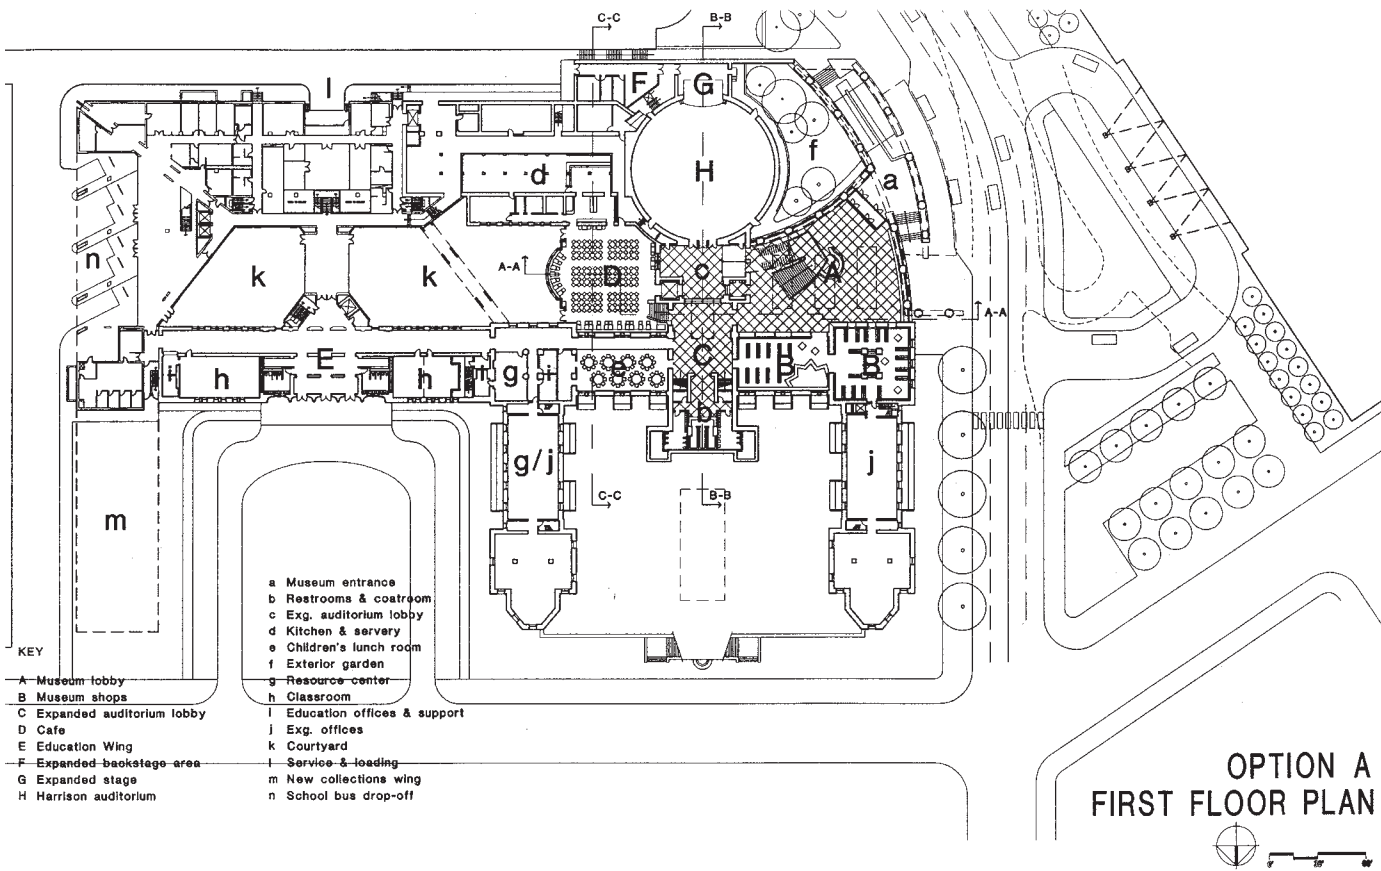 C-C
B-B
F
G
l
H
f
d
a
n
k
k
A-A
D
c
A
A-A
E
C
B
B
i
h
h
i
g
i
e
b
g/j
j
C-C
B-B
m
a Museum entrance
b Restrooms & coatroom
c Exg. auditorium lobby
d Kitchen & servery
e Children's lunch room
f Exterior garden
g Resource center
h Classroom
I Education offices & support
j Exg. offices
k Courtyard
l Service & loading
m New collections wing
n School bus drop-off
KEY
A Museum lobby
B Museum shops
C Expanded auditorium lobby
D Cafe
E Education Wing
F Expanded backstage area
G Expanded stage
H Harrison auditorium
OPTION A
FIRST FLOOR PLAN